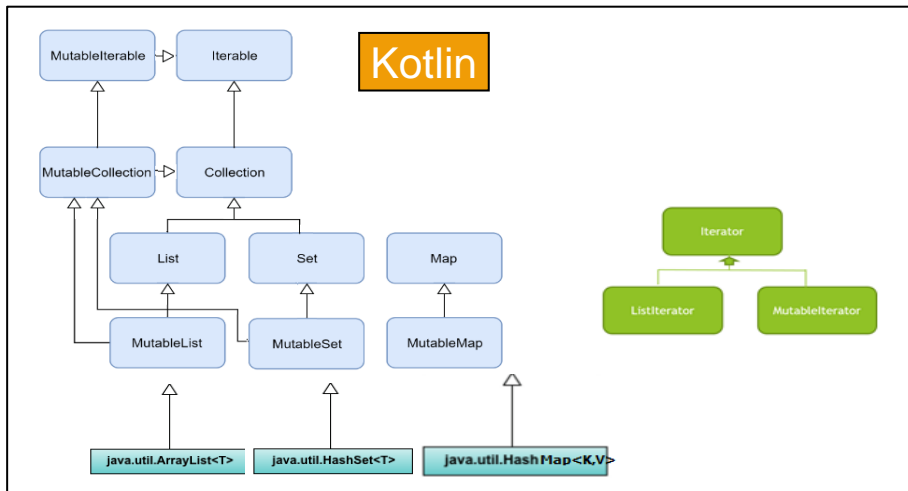 Kotlin
MutableIterable
Iterable
MutableCollection
Collection
List
Set
Map
MutableList
MutableSet
MutableMap
java.util.ArrayList<T>
java.util.HashSet<T>
java.util.HashMap<K,V>
Iterator
ListIterator
MutableIterator